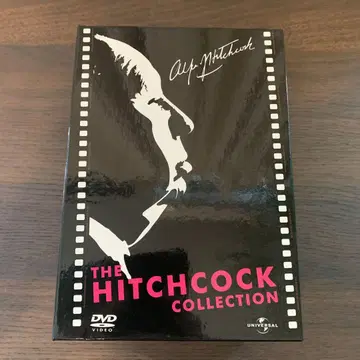 Alfred Hitchcock
THE
HITCHCOCK
COLLECTION
DVD
VIDEO
UNIVERSAL